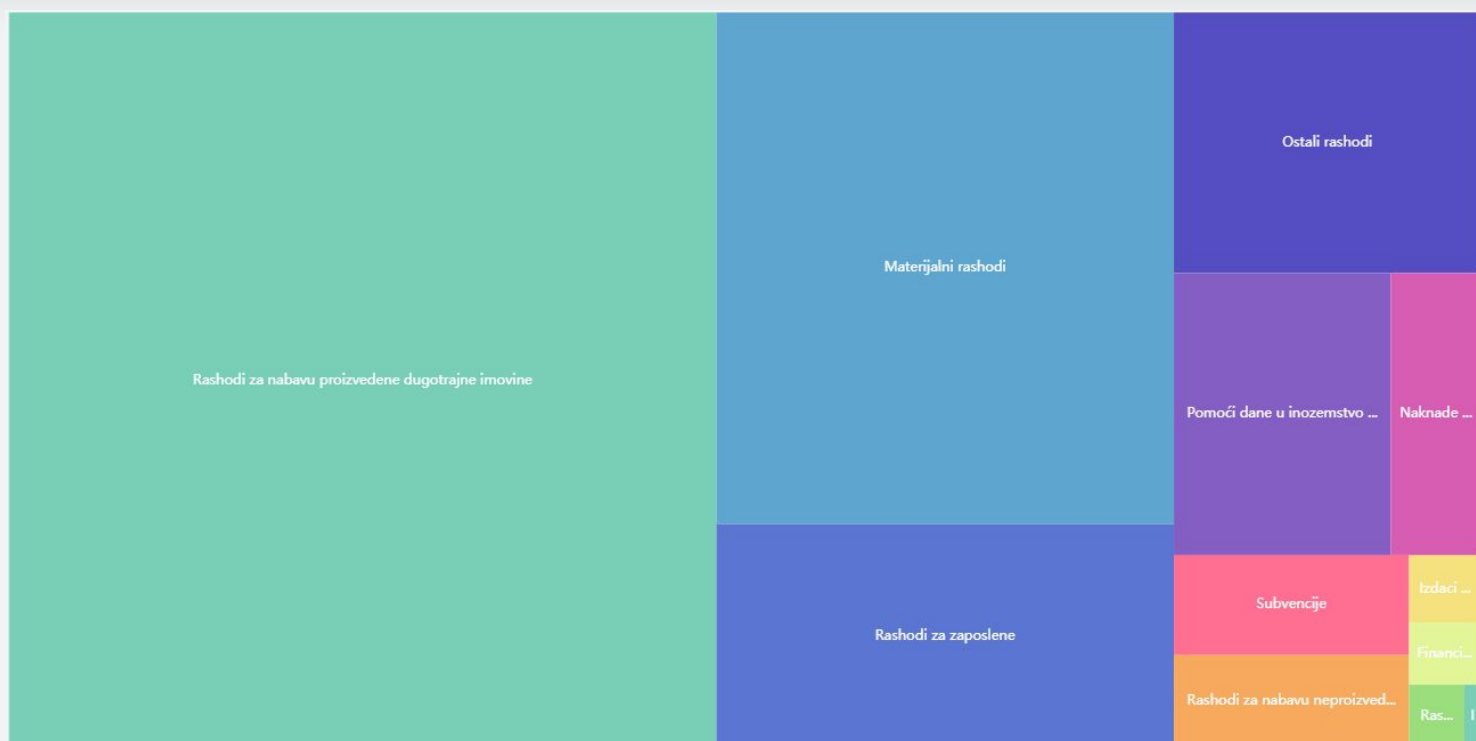 Rashodi za nabavu proizvedene dugotrajne imovine
Materijalni rashodi
Rashodi za zaposlene
Ostali rashodi
Pomoći dane u inozemstvo ...
Naknade ...
Subvencije
Rashodi za nabavu neproizved...
Izdaci ...
Financi...
Ras...
I